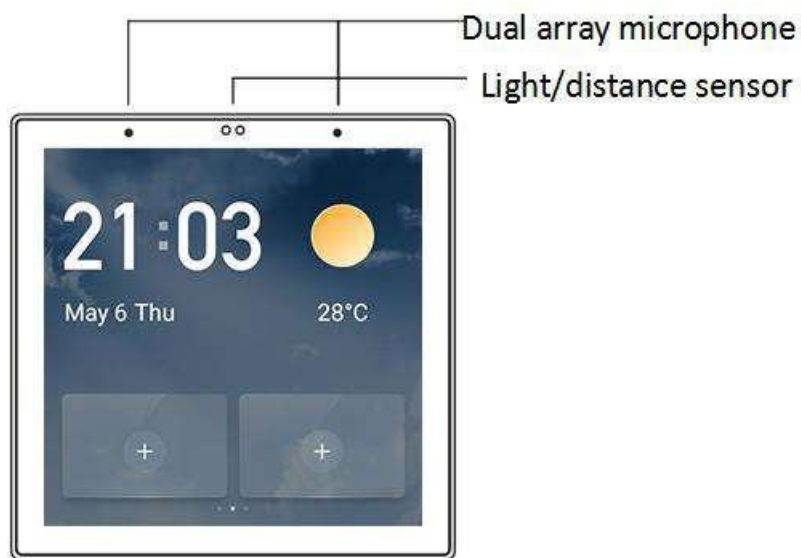 Dual array microphone
Light/distance sensor
21:03
May 6 Thu
28°C
+
+